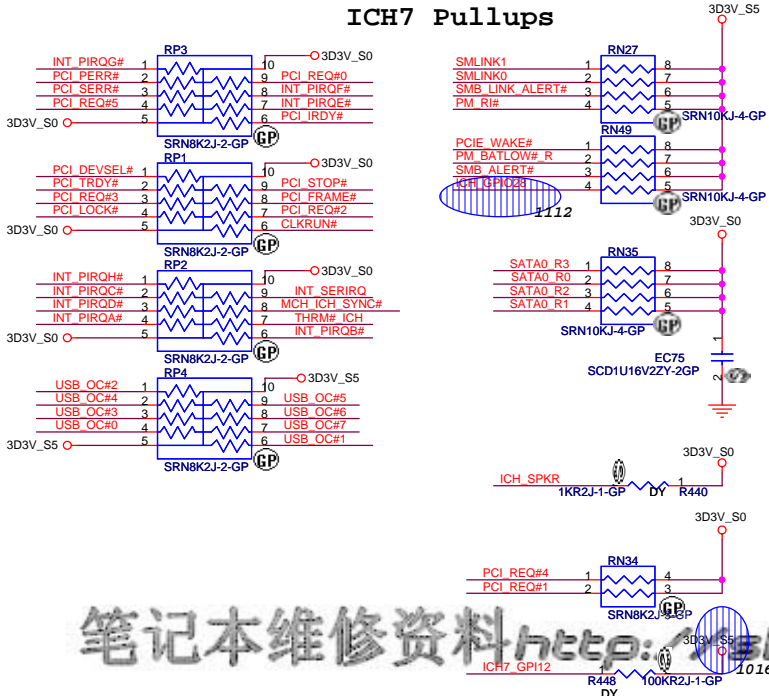 ICH7 Pullups
3D3V_S5
RP3
3D3V_S0
INT_PIRQG# 1 10
PCI_PERR# 2 9 PCI_REQ#0
PCI_SERR# 3 8 INT_PIRQF#
PCI_REQ#5 4 7 INT_PIRQE#
3D3V_S0 5 6 PCI_IRDY#
SRN8K2J-2-GP
GP
RN27
SMLINK1 1 8
SMLINK0 2 7
SMB_LINK_ALERT# 3 6
PM_RI# 4 5
SRN10KJ-4-GP
GP
RN49
PCIE_WAKE# 1 8
PM_BATLOW#_R 2 7
SMB_ALERT# 3 6
ICH_GPIO28 4 5
SRN10KJ-4-GP
GP
1112
RP1
3D3V_S0
PCI_DEVSEL# 1 10
PCI_TRDY# 2 9 PCI_STOP#
PCI_REQ#3 3 8 PCI_FRAME#
PCI_LOCK# 4 7 PCI_REQ#2
3D3V_S0 5 6 CLKRUN#
SRN8K2J-2-GP
GP
3D3V_S0
RN35
SATA0_R3 1 8
SATA0_R0 2 7
SATA0_R2 3 6
SATA0_R1 4 5
SRN10KJ-4-GP
GP
RP2
3D3V_S0
INT_PIRQH# 1 10
INT_PIRQC# 2 9 INT_SERIRQ
INT_PIRQD# 3 8 MCH_ICH_SYNC#
INT_PIRQA# 4 7 THRM#_ICH
3D3V_S0 5 6 INT_PIRQB#
SRN8K2J-2-GP
GP
1
EC75
SCD1U16V2ZY-2GP
2
RP4
3D3V_S5
USB_OC#2 1 10
USB_OC#4 2 9 USB_OC#5
USB_OC#3 3 8 USB_OC#6
USB_OC#0 4 7 USB_OC#7
3D3V_S5 5 6 USB_OC#1
SRN8K2J-2-GP
GP
3D3V_S0
ICH_SPKR 1
1KR2J-1-GP DY R440
3D3V_S0
RN34
PCI_REQ#4 1 4
PCI_REQ#1 2 3
SRN8K2J-3-GP
GP
笔记本维修资料http:/
3D3V_S5
1016
ICH7_GPI12
R448 100KR2J-1-GP
DY